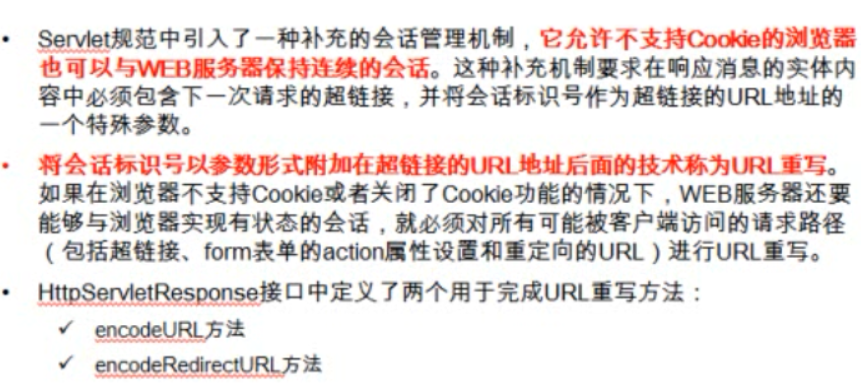 • Servlet规范中引入了一种补充的会话管理机制，它允许不支持Cookie的浏览器
也可以与WEB服务器保持连续的会话。这种补充机制要求在响应消息的实体内
容中必须包含下一次请求的超链接，并将会话标识号作为超链接的URL地址的
一个特殊参数。
• 将会话标识号以参数形式附加在超链接的URL地址后面的技术称为URL重写。
如果在浏览器不支持Cookie或者关闭了Cookie功能的情况下，WEB服务器还要
能够与浏览器实现有状态的会话，就必须对所有可能被客户端访问的请求路径
（包括超链接、form表单的action属性设置和重定向的URL）进行URL重写。
• HttpServletResponse接口中定义了两个用于完成URL重写方法：
✓ encodeURL方法
✓ encodeRedirectURL方法